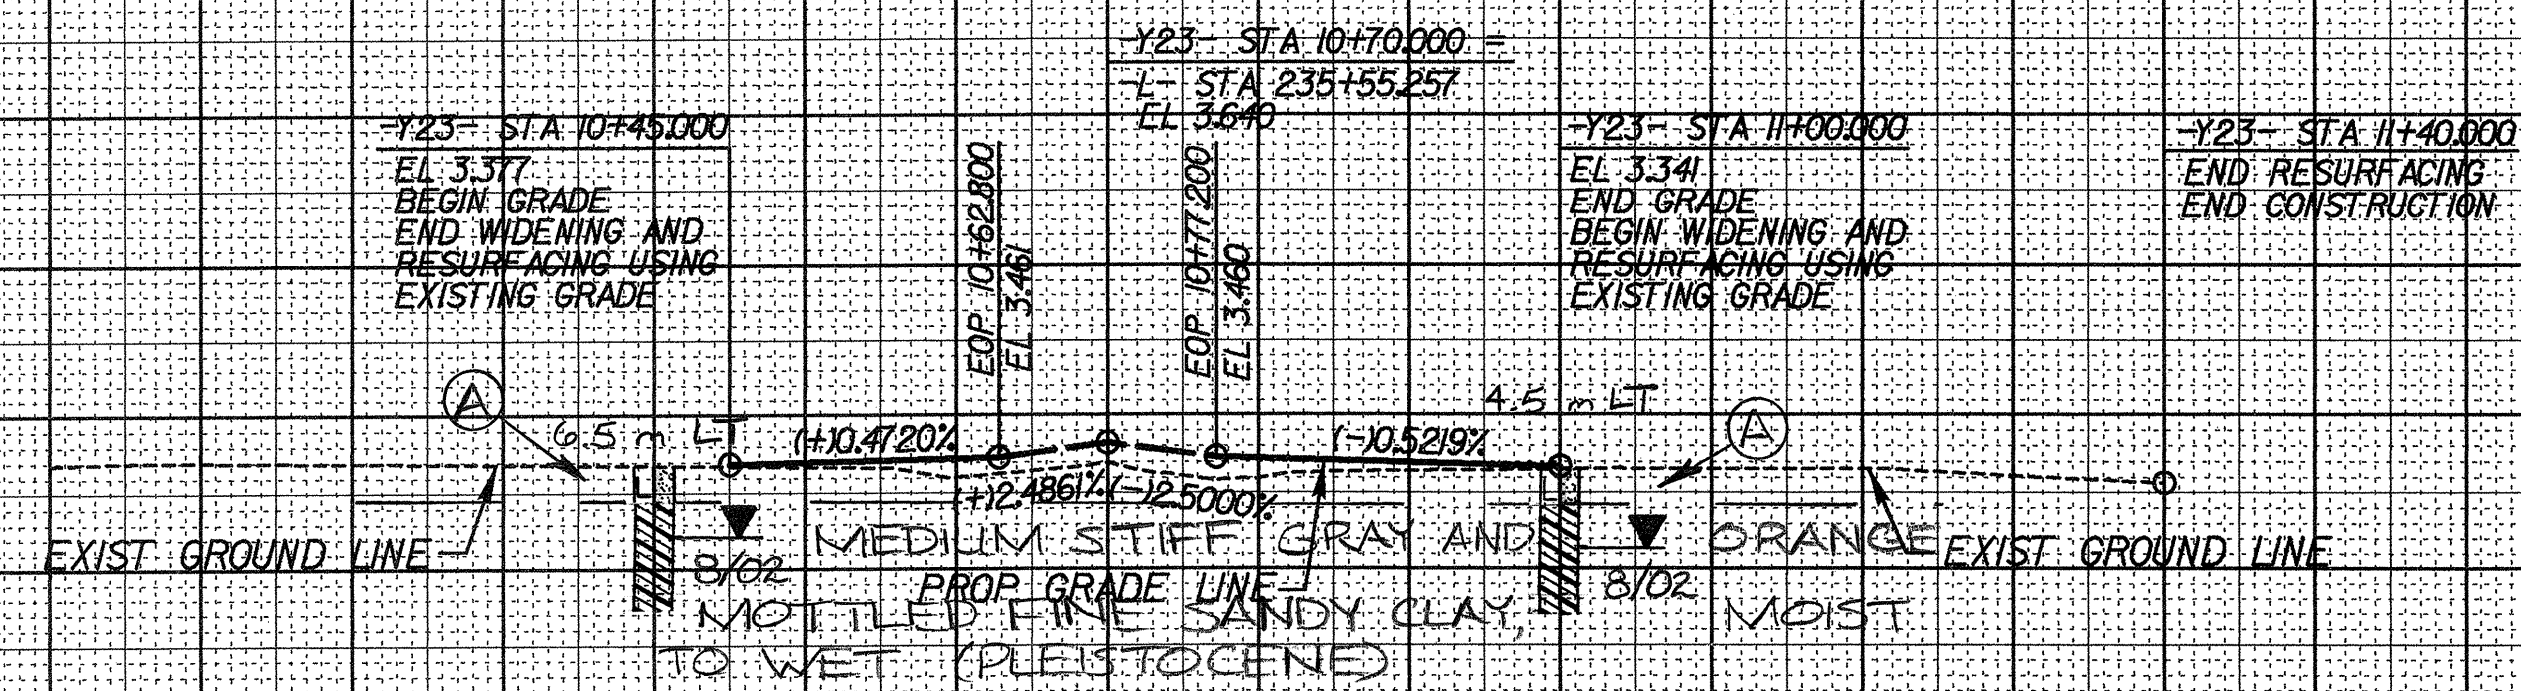 -Y23- STA 10+70.000 =
-L- STA 235+55.257
EL 3.640
-Y23- STA 10+45.000
EL 3.377
BEGIN GRADE
END WIDENING AND
RESURFACING USING
EXISTING GRADE
EOP 10+62.800
EL 3.461
EOP 10+77.200
EL 3.460
-Y23- STA 11+00.000
EL 3.341
END GRADE
BEGIN WIDENING AND
RESURFACING USING
EXISTING GRADE
-Y23- STA 11+40.000
END RESURFACING
END CONSTRUCTION
A
6.5 m LT
(+)0.4720%
(+)2.4861%
(-)2.5000%
(-)0.5219%
4.5 m LT
A
EXIST GROUND LINE
8/02
PROP GRADE LINE
8/02
EXIST GROUND LINE
MEDIUM STIFF GRAY AND ORANGE
MOTTLED FINE SANDY CLAY, MOIST
TO WET (PLEISTOCENE)